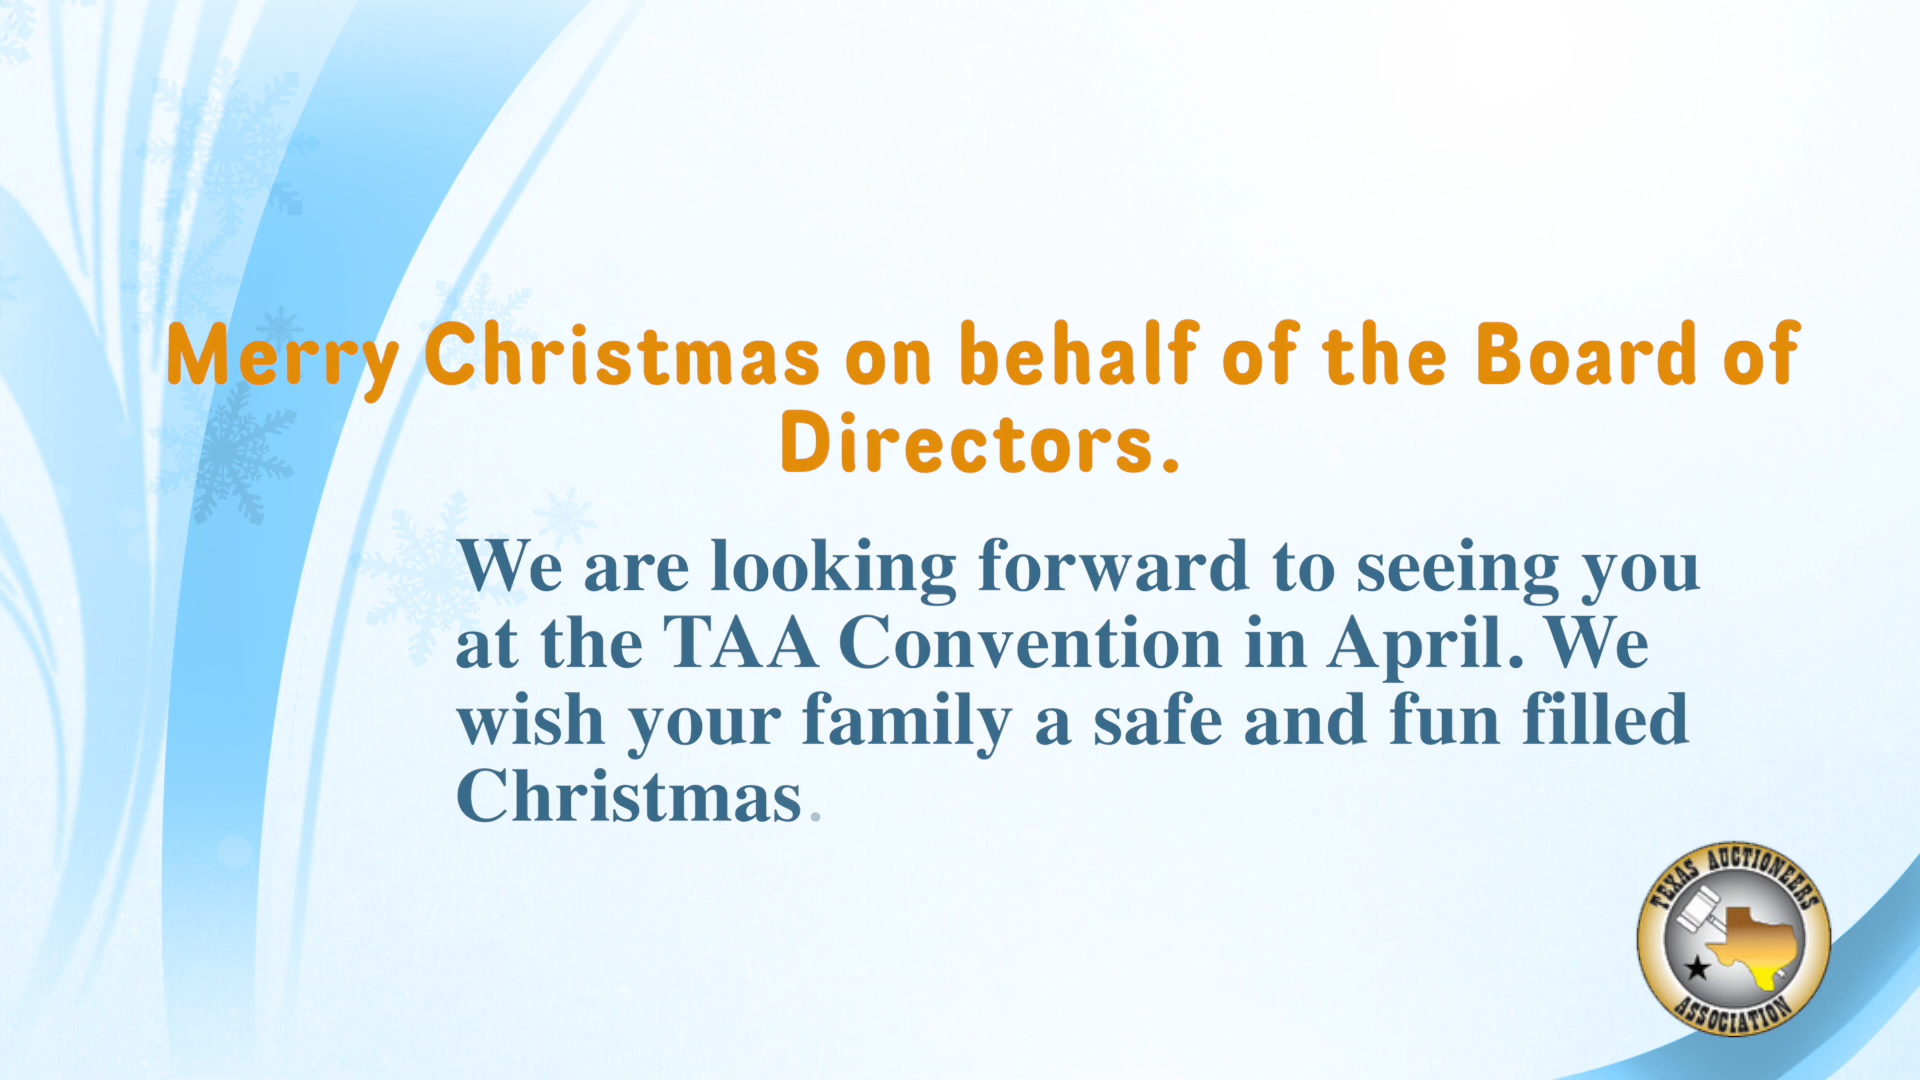 Merry Christmas on behalf of the Board of
Directors.
We are looking forward to seeing you
at the TAA Convention in April. We
wish your family a safe and fun filled
Christmas.
TEXAS AUCTIONEERS
ASSOCIATION